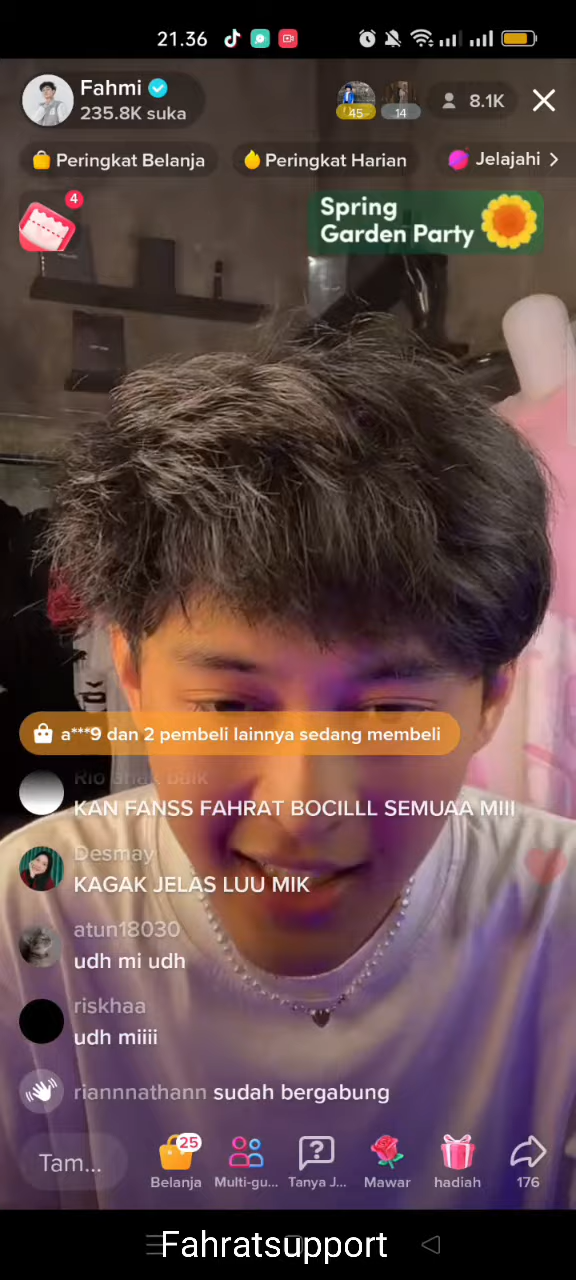 21.36
Fahmi
235.8K suka
45
14
8.1K
Peringkat Belanja
Peringkat Harian
Jelajahi
4
Spring
Garden Party
a***9 dan 2 pembeli lainnya sedang membeli
KAN FANSS FAHRAT BOCILLL SEMUAA MIII
Desmay
KAGAK JELAS LUU MIK
atun18030
udh mi udh
riskhaa
udh miiii
riannnathann sudah bergabung
Tam...
25
Belanja
Multi-gu...
Tanya J...
Mawar
hadiah
176
Fahratsupport